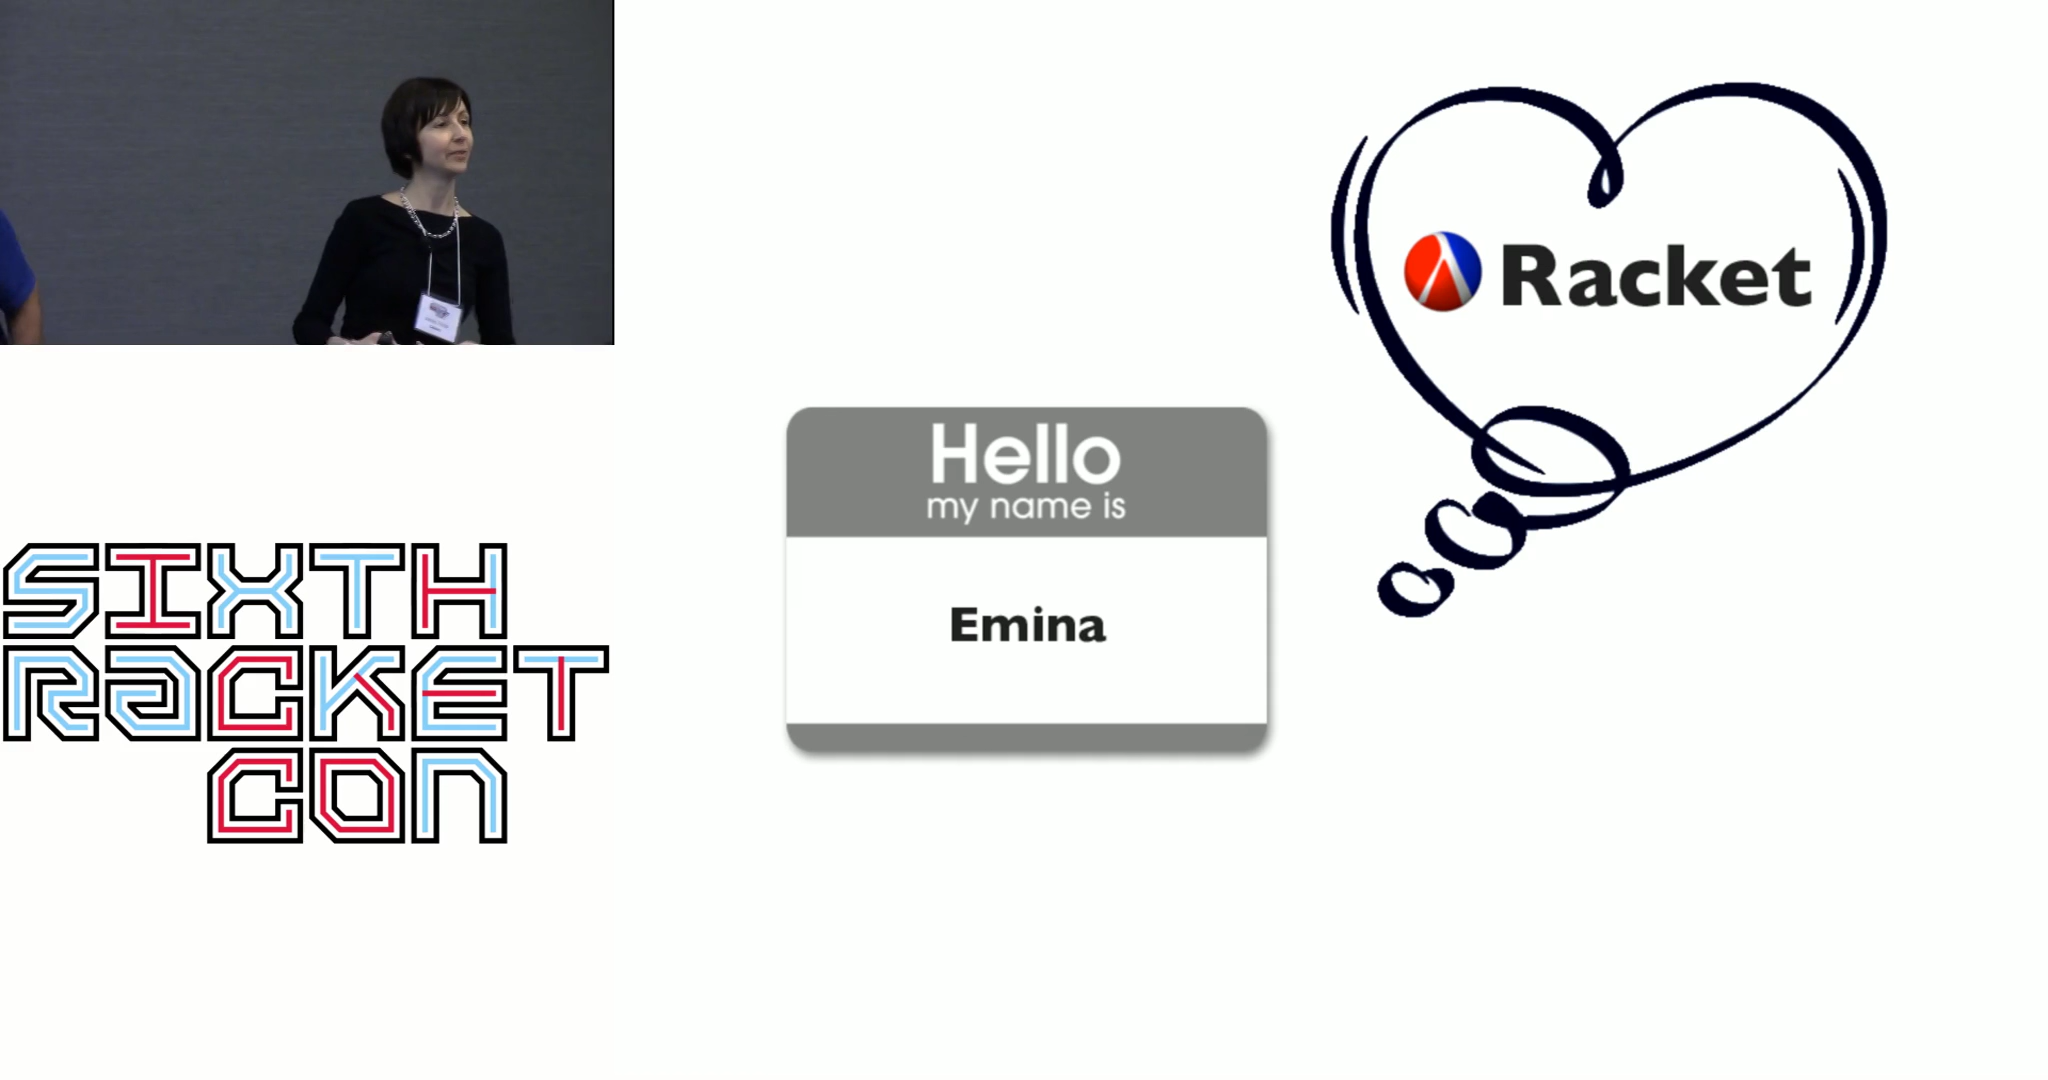 Racket
Hello
my name is
Emina
SIXTH
RACKET
CON